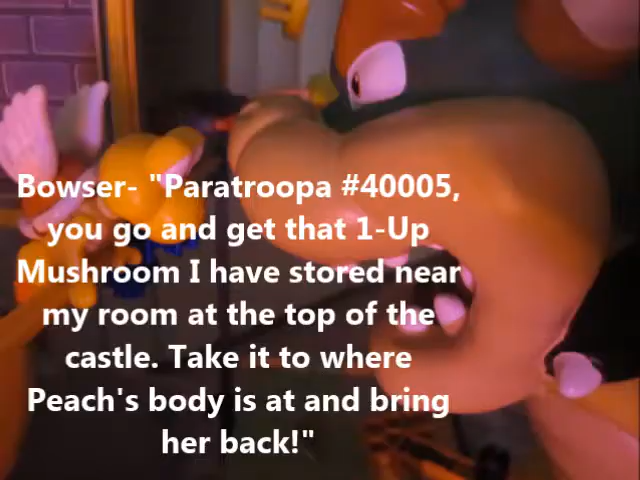 Bowser- "Paratroopa #40005,
you go and get that 1-Up
Mushroom I have stored near
my room at the top of the
castle. Take it to where
Peach's body is at and bring
her back!"